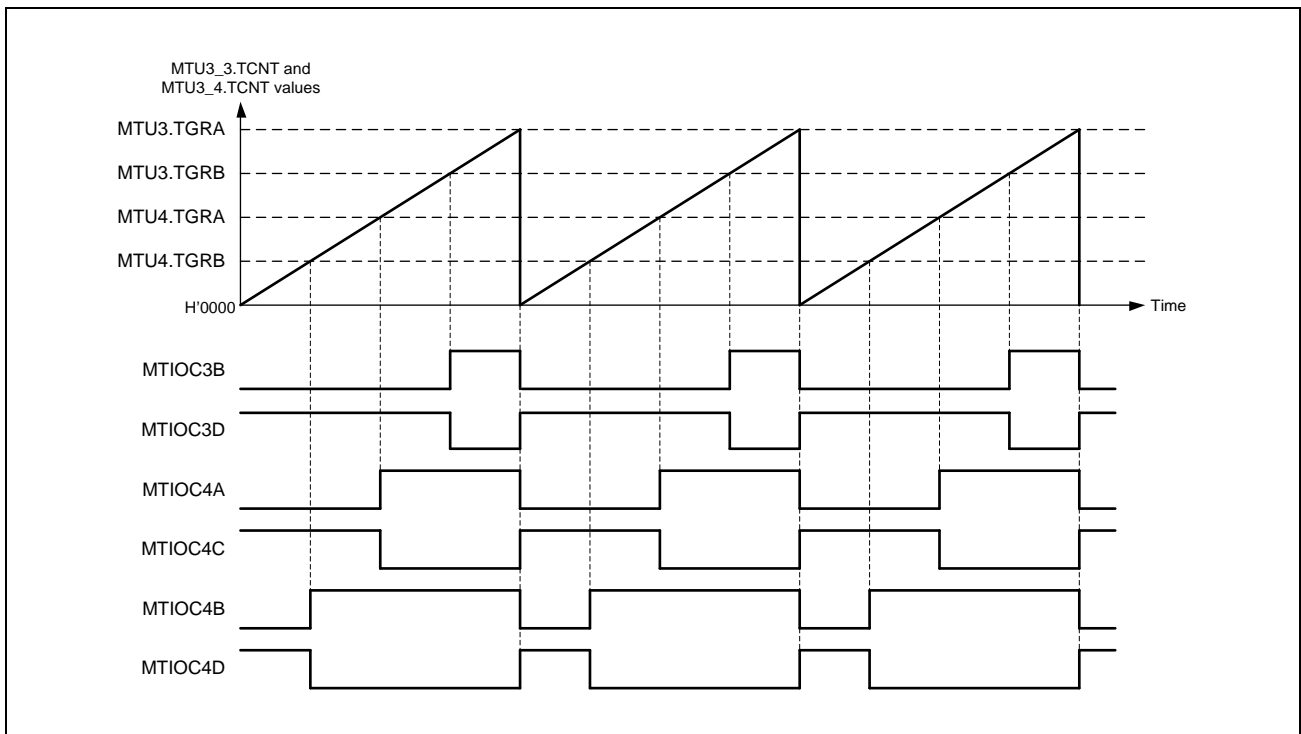 MTU3_3.TCNT and
MTU3_4.TCNT values
MTU3.TGRA
MTU3.TGRB
MTU4.TGRA
MTU4.TGRB
H'0000
Time
MTIOC3B
MTIOC3D
MTIOC4A
MTIOC4C
MTIOC4B
MTIOC4D